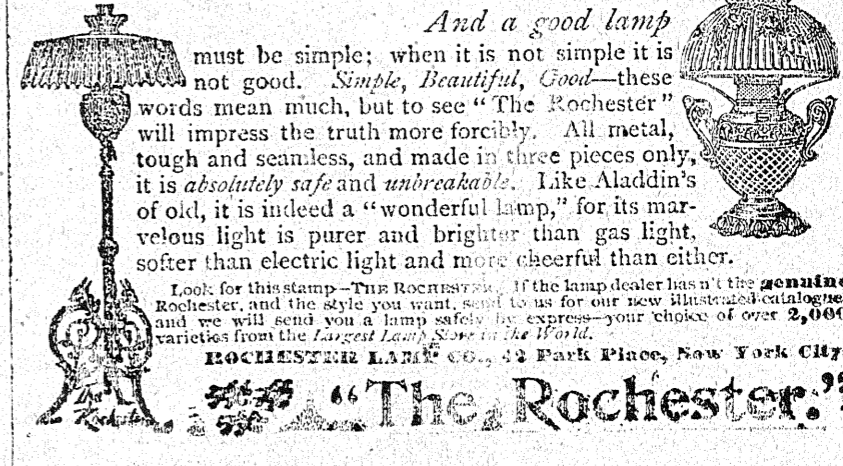 And a good lamp
must be simple; when it is not simple it is
not good. Simple, Beautiful, Good—these
words mean much, but to see "The Rochester"
will impress the truth more forcibly. All metal,
tough and seamless, and made in three pieces only,
it is absolutely safe and unbreakable. Like Aladdin's
of old, it is indeed a "wonderful lamp," for its mar-
velous light is purer and brighter than gas light,
softer than electric light and more cheerful than either.
Look for this stamp—THE ROCHESTER. If the lamp dealer hasn't the genuine
Rochester, and the style you want, send to us for our new illustrated catalogue,
and we will send you a lamp safely by express—your choice of over 2,000
varieties from the Largest Lamp Store in the World.
ROCHESTER LAMP CO., 42 Park Place, New York City.
"The Rochester."